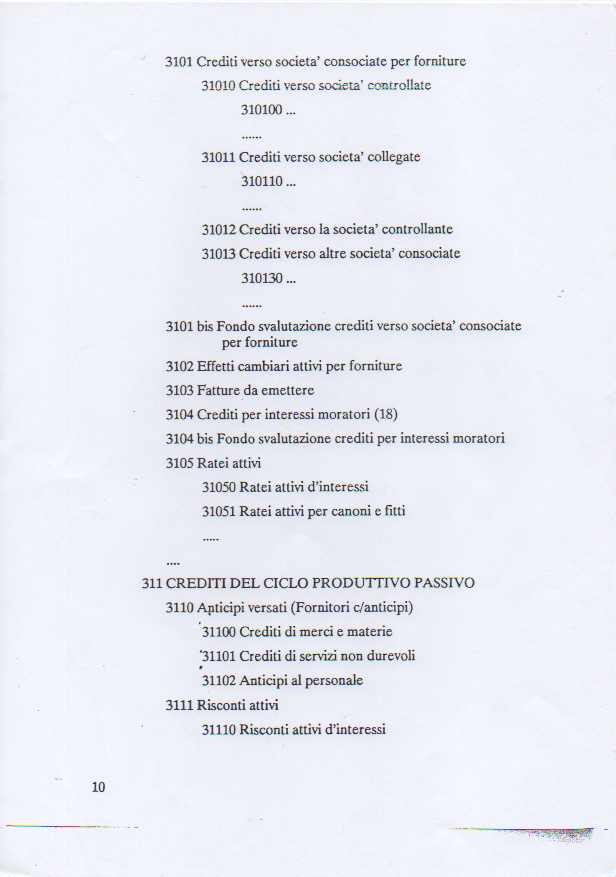 3101 Crediti verso societa' consociate per forniture
31010 Crediti verso societa' controllate
310100 ...
......
31011 Crediti verso societa' collegate
310110 ...
......
31012 Crediti verso la societa' controllante
31013 Crediti verso altre societa' consociate
310130 ...
......
3101 bis Fondo svalutazione crediti verso societa' consociate
per forniture
3102 Effetti cambiari attivi per forniture
3103 Fatture da emettere
3104 Crediti per interessi moratori (18)
3104 bis Fondo svalutazione crediti per interessi moratori
3105 Ratei attivi
31050 Ratei attivi d'interessi
31051 Ratei attivi per canoni e fitti
.....
....
311 CREDITI DEL CICLO PRODUTTIVO PASSIVO
3110 Anticipi versati (Fornitori c/anticipi)
31100 Crediti di merci e materie
31101 Crediti di servizi non durevoli
31102 Anticipi al personale
3111 Risconti attivi
31110 Risconti attivi d'interessi
10